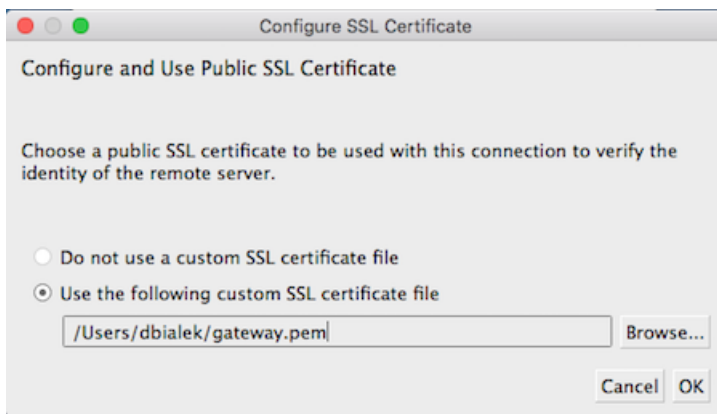 Configure SSL Certificate
Configure and Use Public SSL Certificate
Choose a public SSL certificate to be used with this connection to verify the
identity of the remote server.
Do not use a custom SSL certificate file
Use the following custom SSL certificate file
/Users/dbialek/gateway.pem
Browse...
Cancel
OK